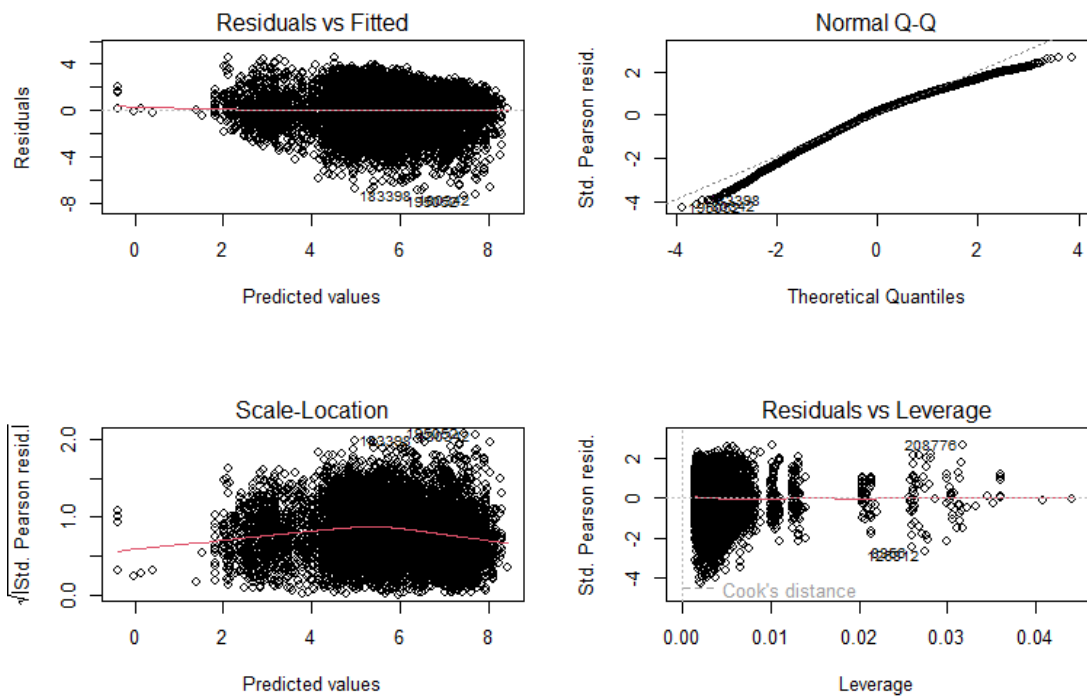 Residuals vs Fitted
Residuals
-8
-4
0
4
183398
0
2
4
6
8
Predicted values
Normal Q-Q
Std. Pearson resid.
-4
-2
0
2
-4
-2
0
2
4
Theoretical Quantiles
Scale-Location
√|Std. Pearson resid.|
0.0
1.0
2.0
183398
0
2
4
6
8
Predicted values
Residuals vs Leverage
Std. Pearson resid.
-4
-2
0
2
208776
Cook's distance
0.00
0.01
0.02
0.03
0.04
Leverage